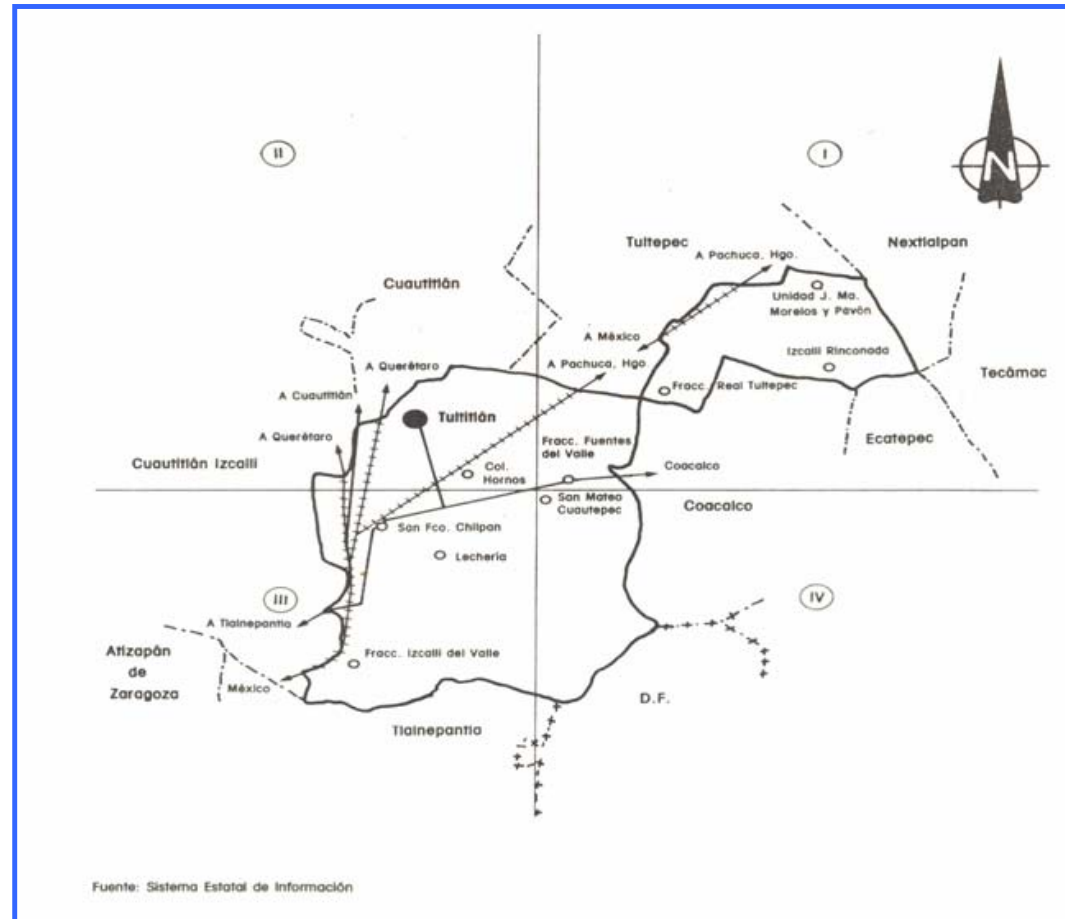 II
I
N
Tultepec
Nextlalpan
A Pachuca, Hgo.
Cuautitlán
Unidad J. Ma.
Morelos y Pavón
A México
A Pachuca, Hgo
Izcalli Rinconada
A Querétaro
Tecámac
A Cuautitlán
Fracc. Real Tultepec
Tultitlán
A Querétaro
Ecatepec
Fracc. Fuentes
del Valle
Cuautitlán Izcalli
Col.
Hornos
Coacalco
San Mateo
Cuautepec
Coacalco
San Fco. Chilpan
Lechería
III
IV
A Tlalnepantla
Atizapán
de
Zaragoza
Fracc. Izcalli del Valle
México
D.F.
Tlalnepantla
Fuente: Sistema Estatal de Información